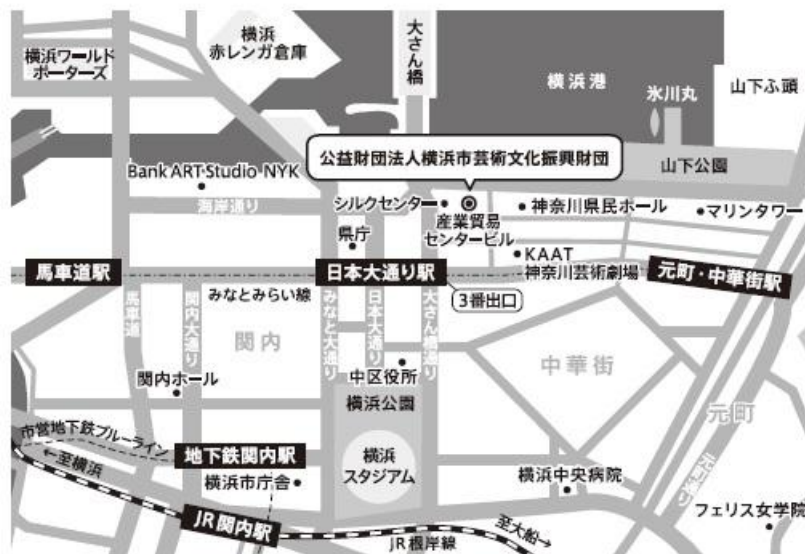 横浜ワールド
ポーターズ
横浜
赤レンガ倉庫
大さん橋
横浜港
氷川丸
山下ふ頭
公益財団法人横浜市芸術文化振興財団
山下公園
BankART Studio NYK
海岸通り
シルクセンター
産業貿易
センタービル
神奈川県民ホール
マリンタワー
県庁
KAAT
神奈川芸術劇場
馬車道駅
日本大通り駅
元町・中華街駅
みなとみらい線
3番出口
馬車道
関内大通り
関内
みなと大通り
日本大通り
大さん橋通り
中華街
関内ホール
中区役所
横浜公園
元町
市営地下鉄ブルーライン
地下鉄関内駅
←至横浜
横浜
スタジアム
横浜市庁舎
横浜中央病院
元町通り
フェリス女学院
JR関内駅
JR根岸線
至大船→